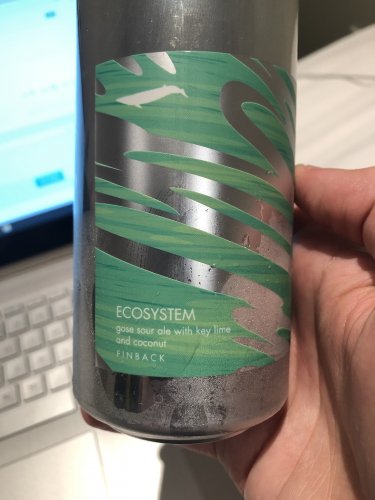 ECOSYSTEM
gose sour ale with key lime
and coconut
FINBACK